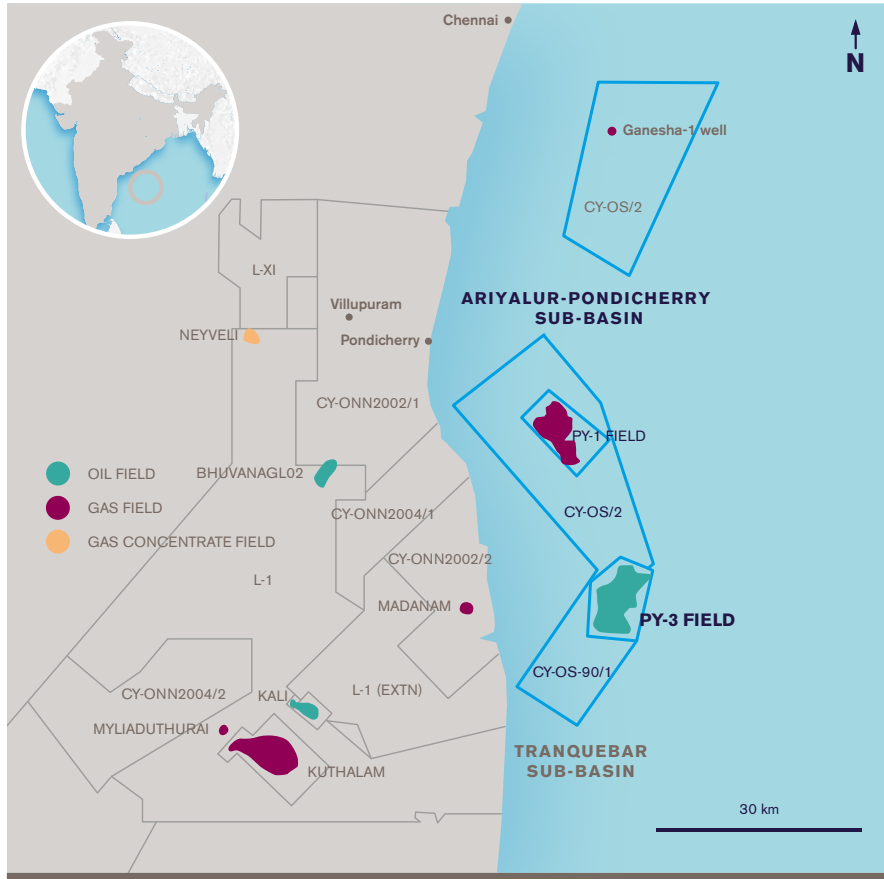 Chennai
N
Ganesha-1 well
CY-OS/2
L-XI
ARIYALUR-PONDICHERRY
SUB-BASIN
Villupuram
NEYVELI
Pondicherry
CY-ONN2002/1
PY-1 FIELD
OIL FIELD
BHUVANAGL02
GAS FIELD
CY-ONN2004/1
CY-OS/2
GAS CONCENTRATE FIELD
CY-ONN2002/2
L-1
MADANAM
PY-3 FIELD
CY-OS-90/1
CY-ONN2004/2
KALI
L-1 (EXTN)
MYLIADUTHURAI
TRANQUEBAR
SUB-BASIN
KUTHALAM
30 km